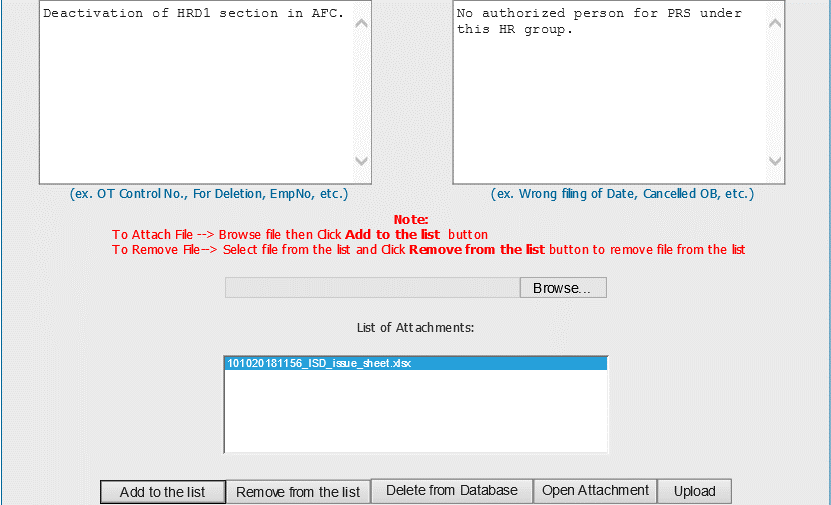 Deactivation of HRD1 section in AFC.
No authorized person for PRS under
this HR group.
(ex. OT Control No., For Deletion, EmpNo, etc.)
(ex. Wrong filing of Date, Cancelled OB, etc.)
Note:
To Attach File --> Browse file then Click Add to the list button
To Remove File--> Select file from the list and Click Remove from the list button to remove file from the list
Browse...
List of Attachments:
101020181156_ISD_issue_sheet.xlsx
Add to the list
Remove from the list
Delete from Database
Open Attachment
Upload